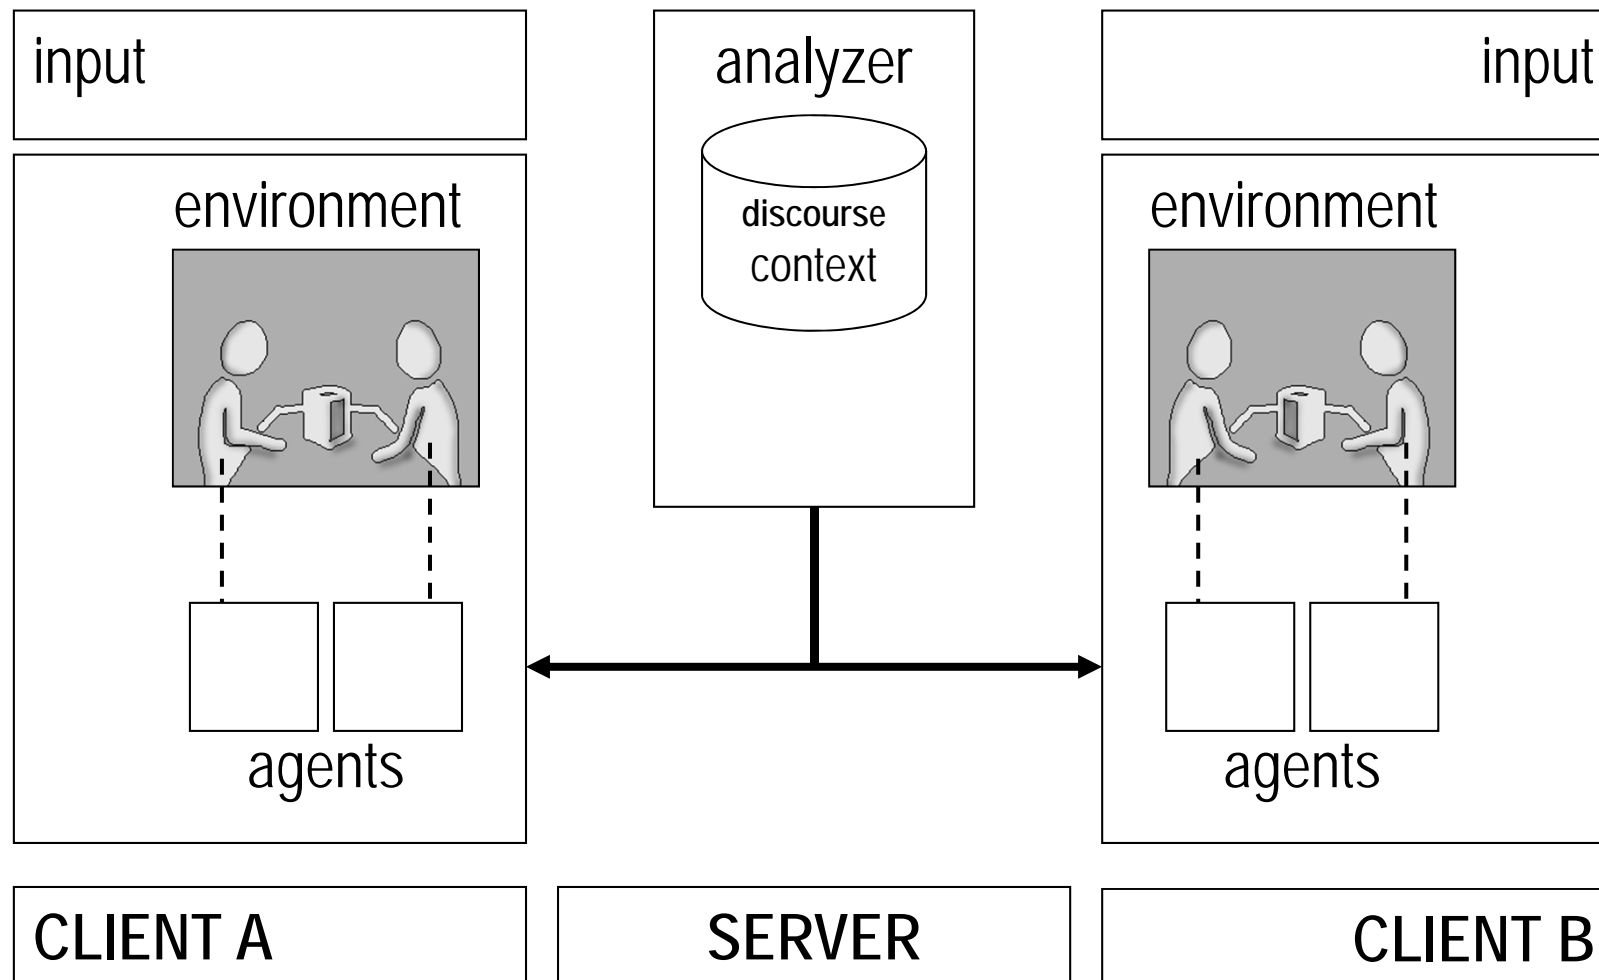 input
analyzer
input
environment
discourse
context
environment
agents
agents
CLIENT A
SERVER
CLIENT B